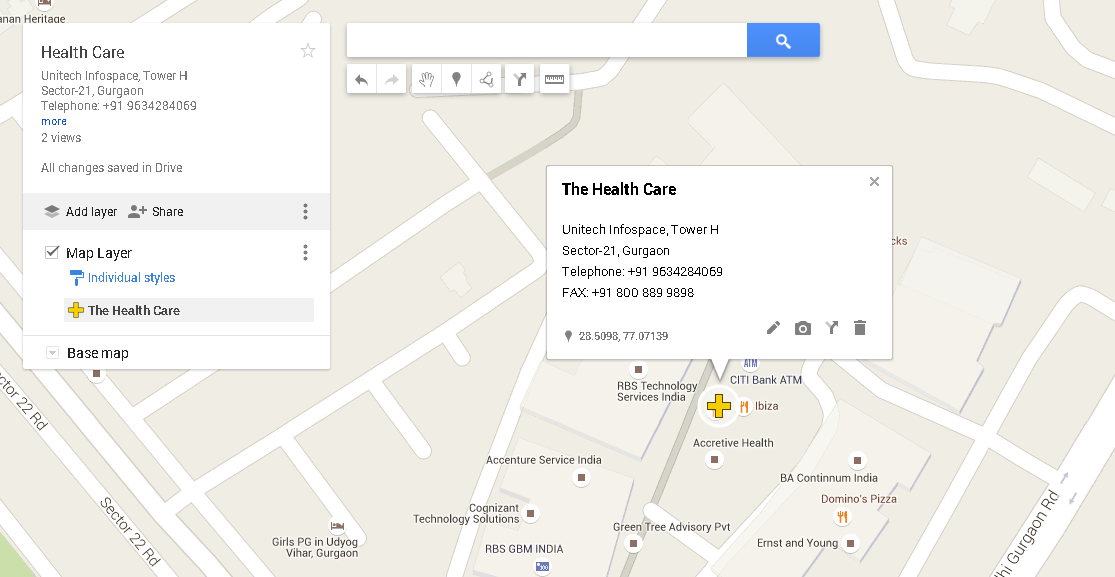 anan Heritage
Health Care
Unitech Infospace, Tower H
Sector-21, Gurgaon
Telephone: +91 9634284069
more
2 views
All changes saved in Drive
Add layer
Share
Map Layer
Individual styles
The Health Care
Base map
The Health Care
Unitech Infospace, Tower H
Sector-21, Gurgaon
Telephone: +91 9634284069
FAX: +91 800 889 9898
28.5098, 77.07139
cks
ATM
CITI Bank ATM
RBS Technology
Services India
Ibiza
Accretive Health
Accenture Service India
BA Continnum India
Domino's Pizza
Cognizant
Technology Solutions
Green Tree Advisory Pvt
Ernst and Young
Girls PG in Udyog
Vihar, Gurgaon
RBS GBM INDIA
ctor 22 Rd
Sector 22 Rd
hi Gurgaon Rd